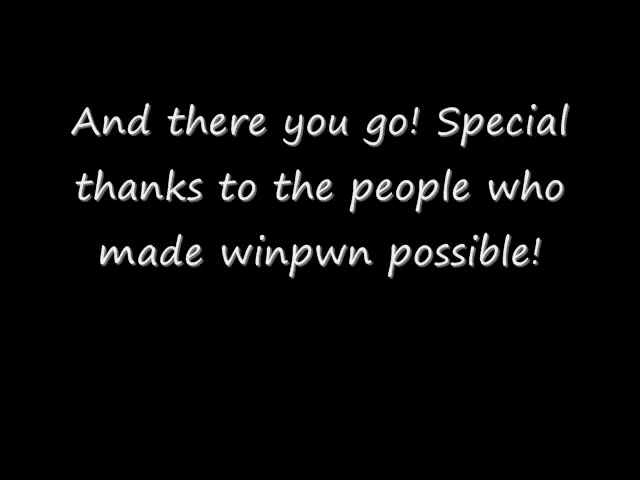 And there you go! Special
thanks to the people who
made winpwn possible!